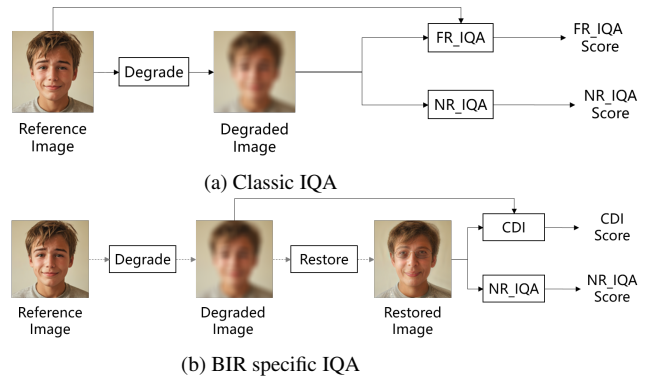 FR_IQA
FR_IQA
Score
Degrade
NR_IQA
NR_IQA
Score
Reference
Image
Degraded
Image
(a) Classic IQA
CDI
CDI
Score
Degrade
Restore
NR_IQA
NR_IQA
Score
Reference
Image
Degraded
Image
Restored
Image
(b) BIR specific IQA